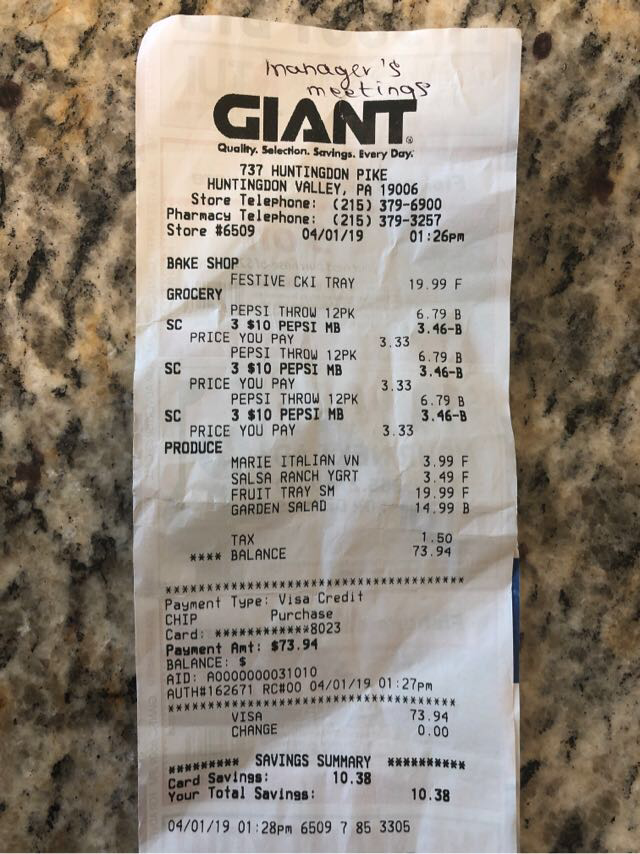 manager's
meetings
GIANT
Quality. Selection. Savings. Every Day.
737 HUNTINGDON PIKE
HUNTINGDON VALLEY, PA 19006
Store Telephone: (215) 379-6900
Pharmacy Telephone: (215) 379-3257
Store #6509 04/01/19 01:26pm
BAKE SHOP
FESTIVE CKI TRAY 19.99 F
GROCERY
PEPSI THROW 12PK 6.79 B
SC 3 $10 PEPSI MB 3.46-B
PRICE YOU PAY 3.33
PEPSI THROW 12PK 6.79 B
SC 3 $10 PEPSI MB 3.46-B
PRICE YOU PAY 3.33
PEPSI THROW 12PK 6.79 B
SC 3 $10 PEPSI MB 3.46-B
PRICE YOU PAY 3.33
PRODUCE
MARIE ITALIAN VN 3.99 F
SALSA RANCH YGRT 3.49 F
FRUIT TRAY SM 19.99 F
GARDEN SALAD 14.99 B
TAX 1.50
**** BALANCE 73.94
****************************************
Payment Type: Visa Credit
CHIP Purchase
Card: ************8023
Payment Amt: $73.94
BALANCE: $
AID: A0000000031010
AUTH#162671 RC#00 04/01/19 01:27pm
****************************************
VISA 73.94
CHANGE 0.00
********* SAVINGS SUMMARY **********
Card Savings: 10.38
Your Total Savings: 10.38
04/01/19 01:28pm 6509 7 85 3305